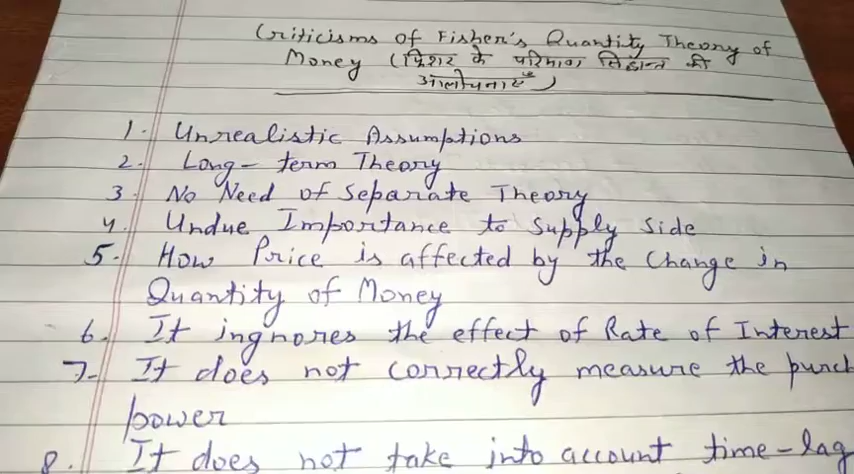 Criticisms of Fisher's Quantity Theory of
Money (फिशर के परिमाण सिद्धान्त की
आलोचनाएँ)
1. Unrealistic Assumptions
2. Long-term Theory
3. No Need of Separate Theory
4. Undue Importance to Supply Side
5. How Price is affected by the Change in
Quantity of Money
6. It ingnores the effect of Rate of Interest
7. It does not correctly measure the purch
power
8. It does not take into account time-lag